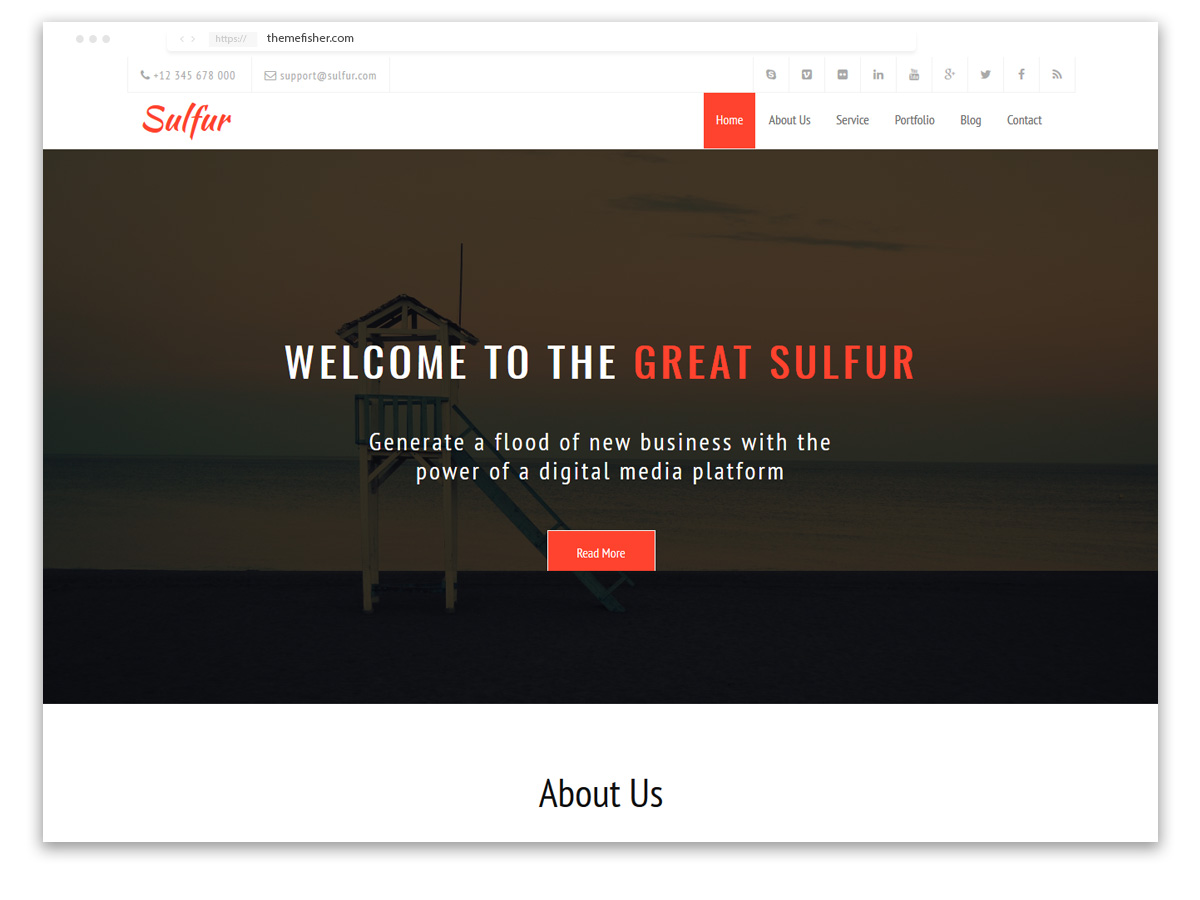 https:// themefisher.com
+12 345 678 000 support@sulfur.com
Sulfur Home About Us Service Portfolio Blog Contact
WELCOME TO THE GREAT SULFUR
Generate a flood of new business with the
power of a digital media platform
Read More
About Us